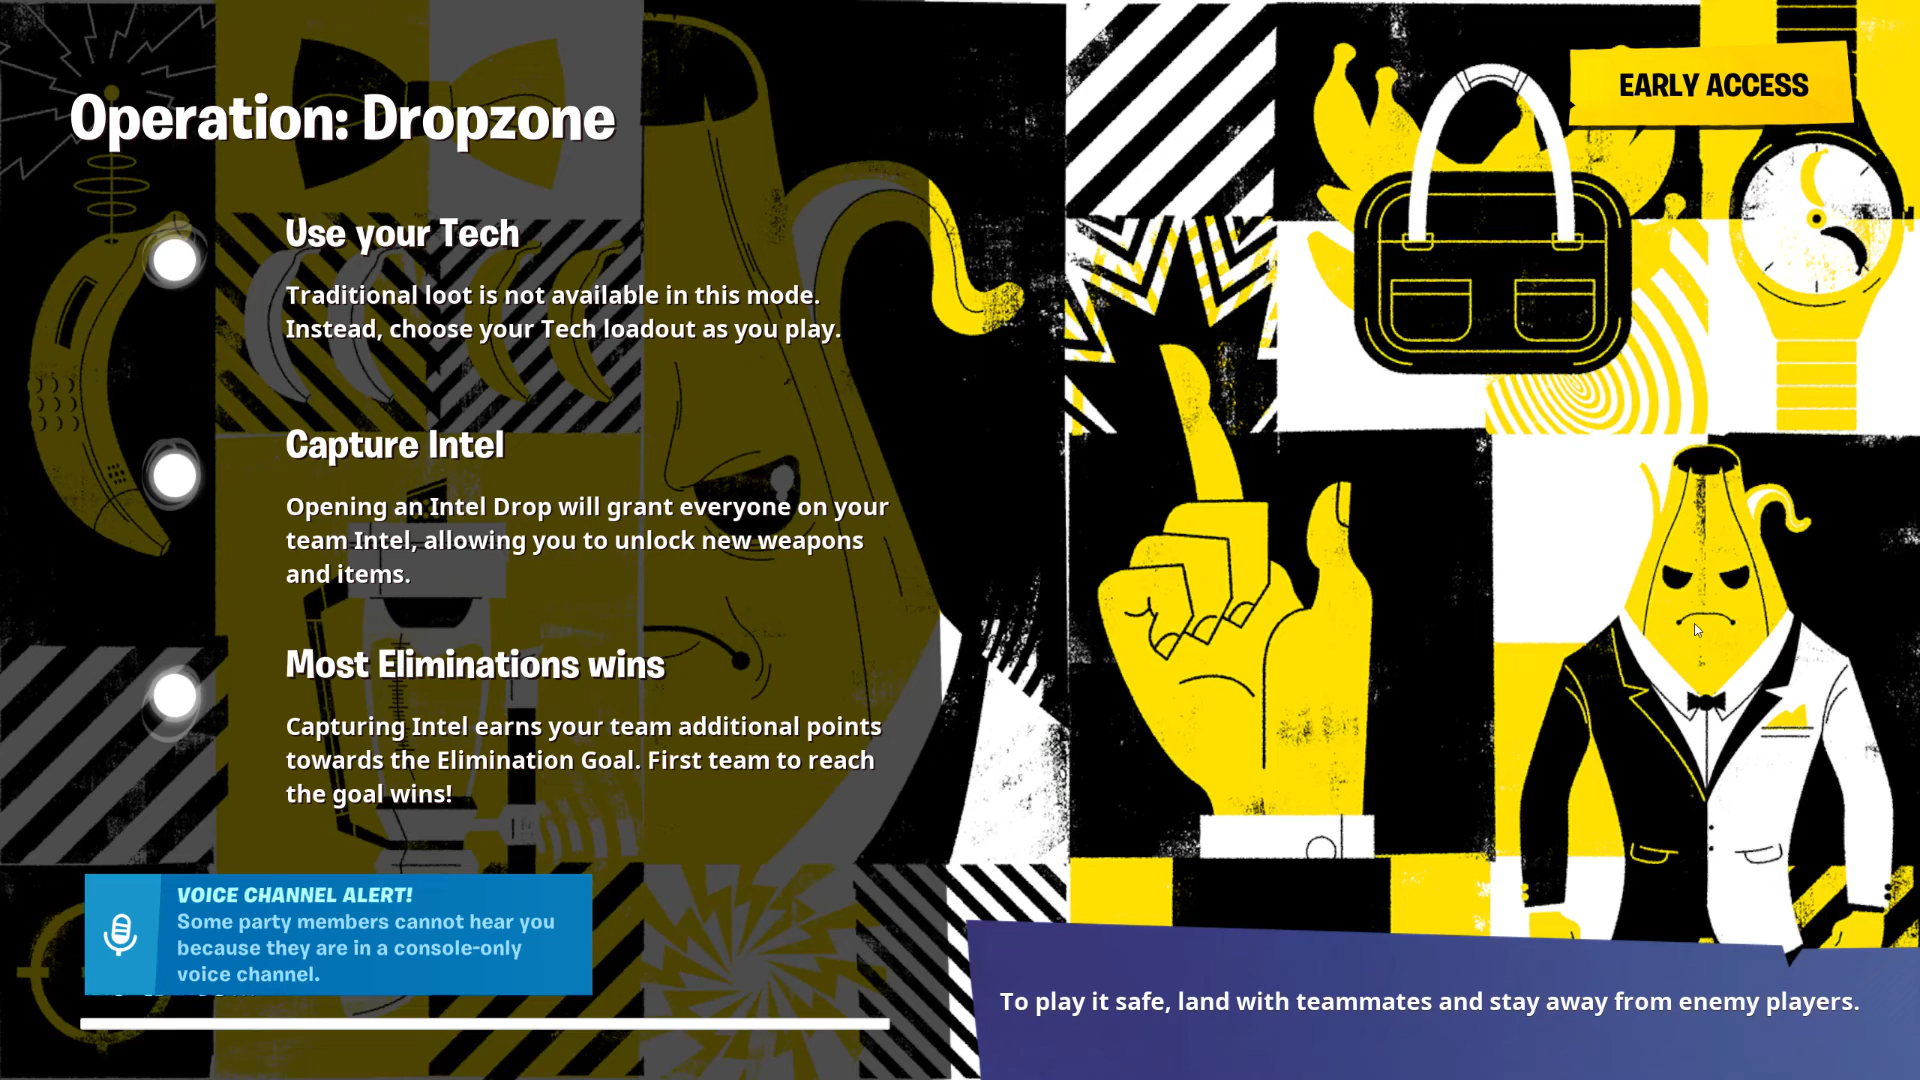 Operation: Dropzone
EARLY ACCESS
Use your Tech
Traditional loot is not available in this mode.
Instead, choose your Tech loadout as you play.
Capture Intel
Opening an Intel Drop will grant everyone on your
team Intel, allowing you to unlock new weapons
and items.
Most Eliminations wins
Capturing Intel earns your team additional points
towards the Elimination Goal. First team to reach
the goal wins!
VOICE CHANNEL ALERT!
Some party members cannot hear you
because they are in a console-only
voice channel.
To play it safe, land with teammates and stay away from enemy players.